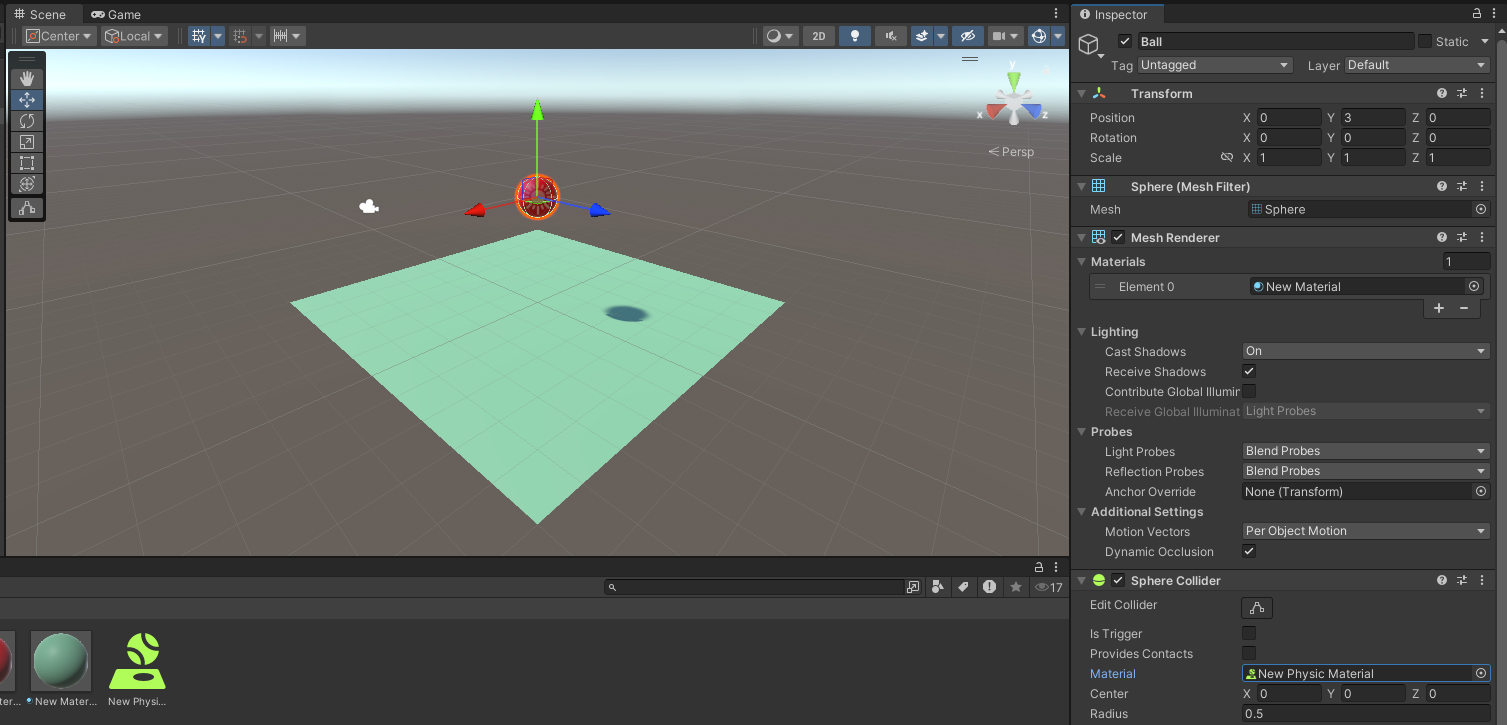 Scene Game
Center Local
2D
y
x z
Persp
17
ter... New Mater... New Physi...
Inspector
Ball Static
Tag Untagged Layer Default
Transform
Position X 0 Y 3 Z 0
Rotation X 0 Y 0 Z 0
Scale X 1 Y 1 Z 1
Sphere (Mesh Filter)
Mesh Sphere
Mesh Renderer
Materials 1
Element 0 New Material
Lighting
Cast Shadows On
Receive Shadows
Contribute Global Illumin
Receive Global Illuminat Light Probes
Probes
Light Probes Blend Probes
Reflection Probes Blend Probes
Anchor Override None (Transform)
Additional Settings
Motion Vectors Per Object Motion
Dynamic Occlusion
Sphere Collider
Edit Collider
Is Trigger
Provides Contacts
Material New Physic Material
Center X 0 Y 0 Z 0
Radius 0.5